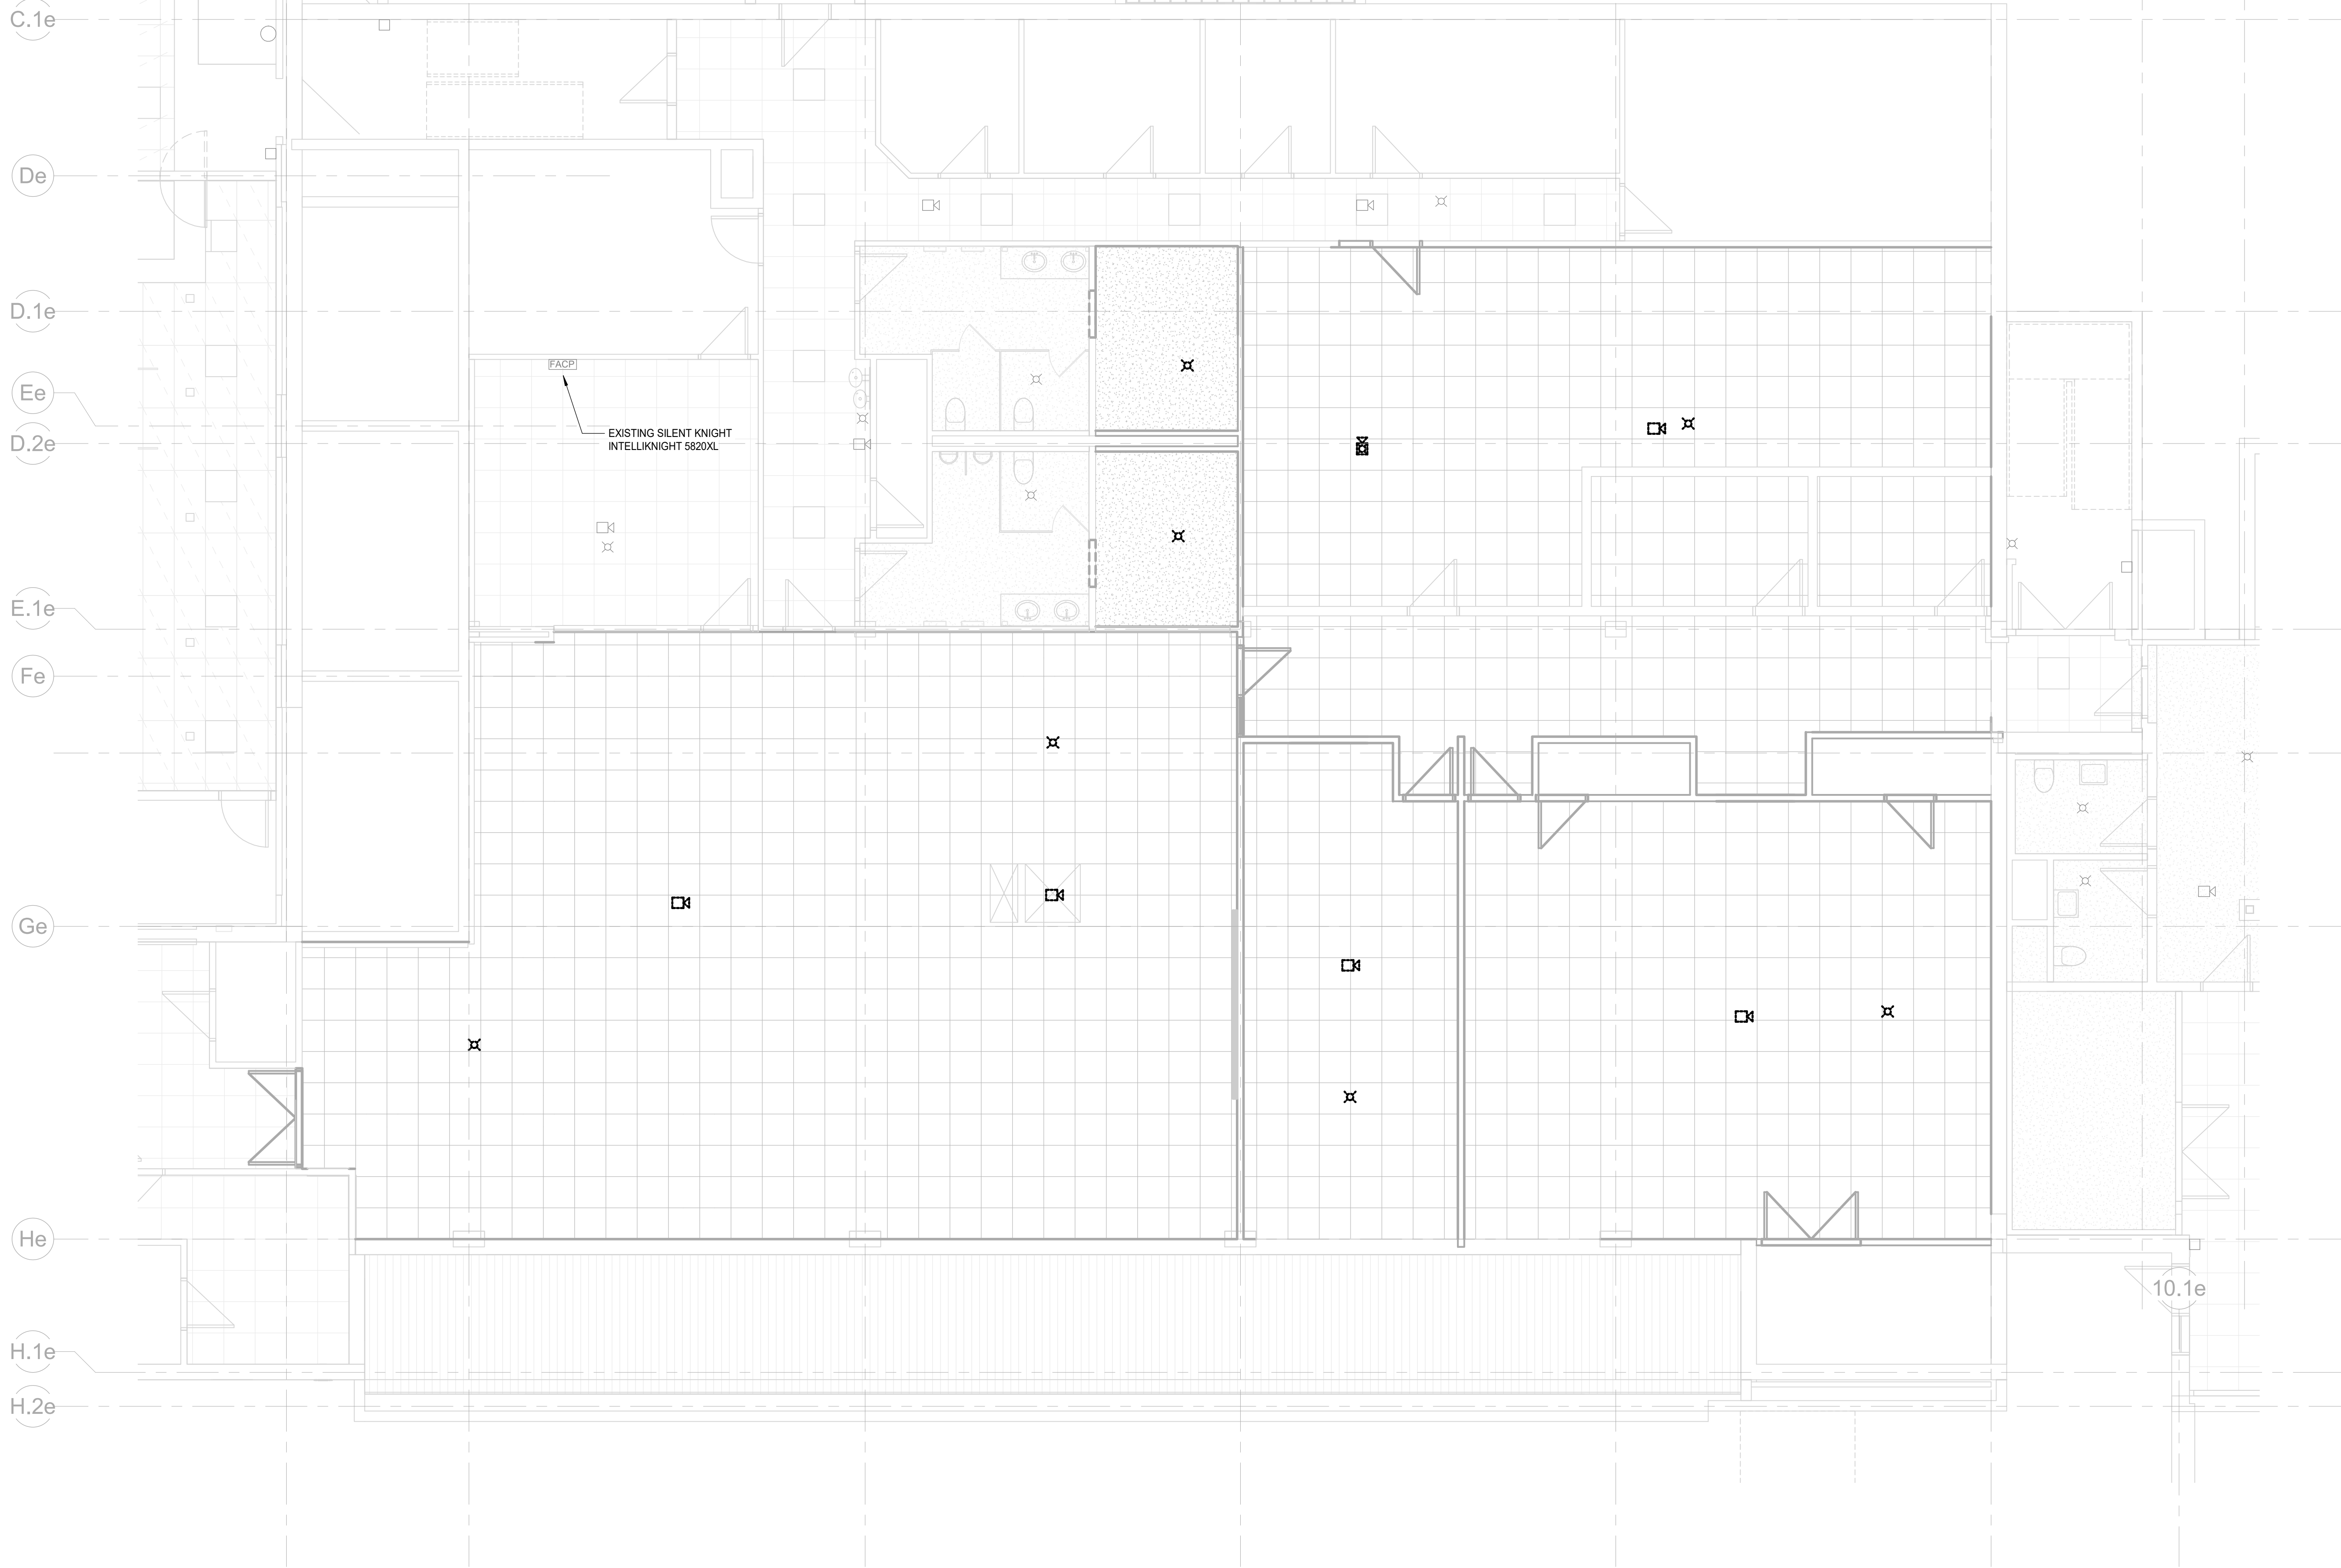 C.1e
De
D.1e
Ee
FACP
EXISTING SILENT KNIGHT
INTELLIKNIGHT 5820XL
D.2e
E.1e
Fe
Ge
He
10.1e
H.1e
H.2e